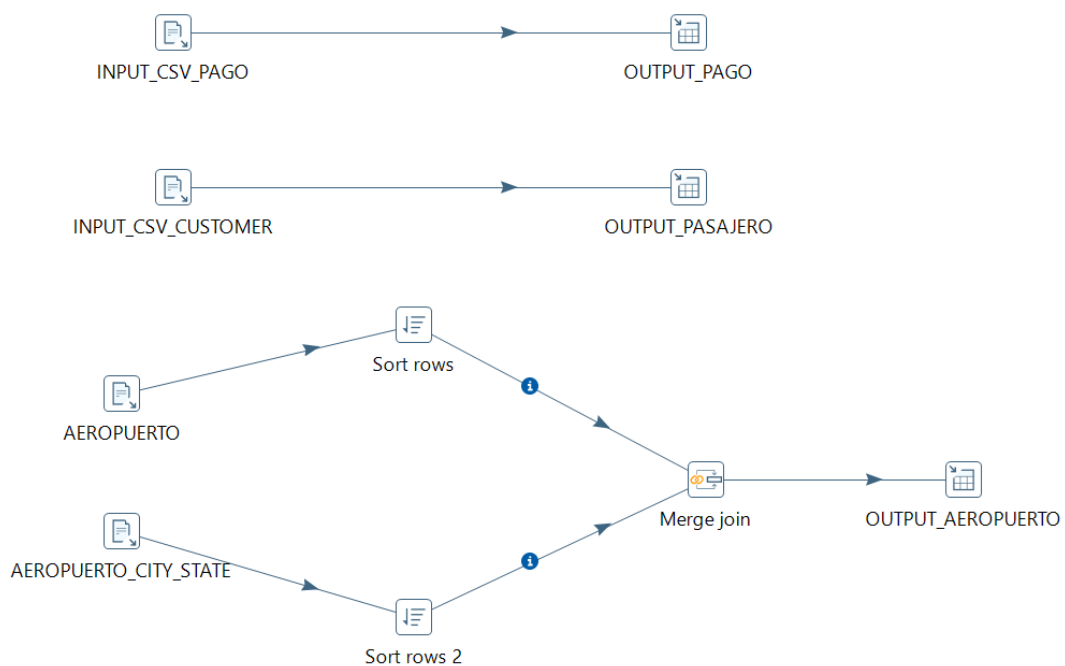 INPUT_CSV_PAGO
OUTPUT_PAGO
INPUT_CSV_CUSTOMER
OUTPUT_PASAJERO
Sort rows
AEROPUERTO
Merge join
OUTPUT_AEROPUERTO
AEROPUERTO_CITY_STATE
Sort rows 2